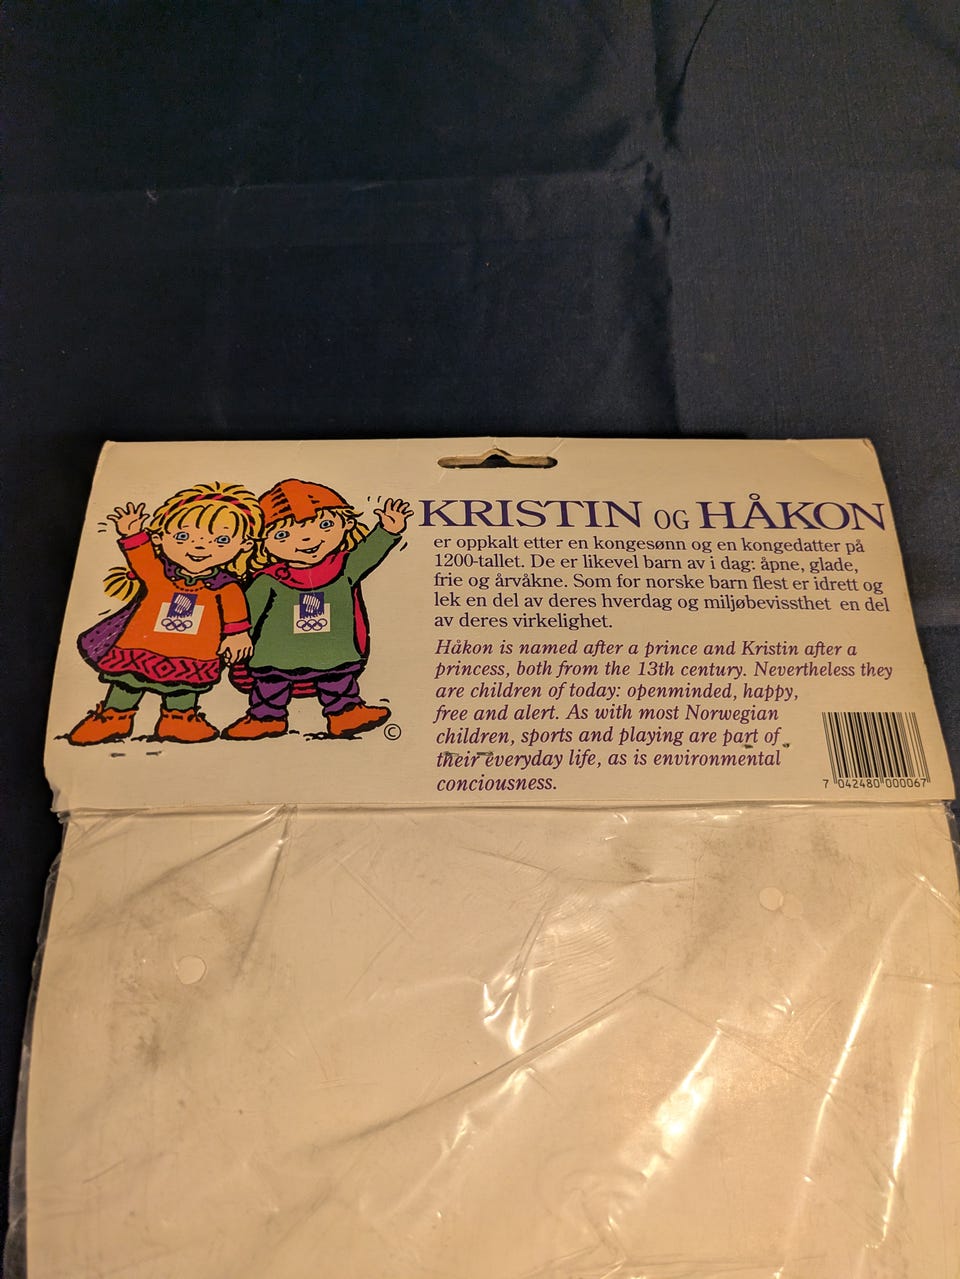 KRISTIN OG HÅKON
er oppkalt etter en kongesønn og en kongedatter på
1200-tallet. De er likevel barn av i dag: åpne, glade,
frie og årvåkne. Som for norske barn flest er idrett og
lek en del av deres hverdag og miljøbevissthet en del
av deres virkelighet.
Håkon is named after a prince and Kristin after a
princess, both from the 13th century. Nevertheless they
are children of today: openminded, happy,
free and alert. As with most Norwegian
children, sports and playing are part of
their everyday life, as is environmental
conciousness.
©
7 042480 000067